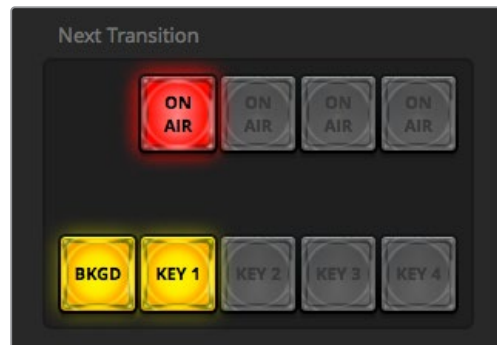 Next Transition
ON AIR
ON AIR
ON AIR
ON AIR
BKGD
KEY 1
KEY 2
KEY 3
KEY 4